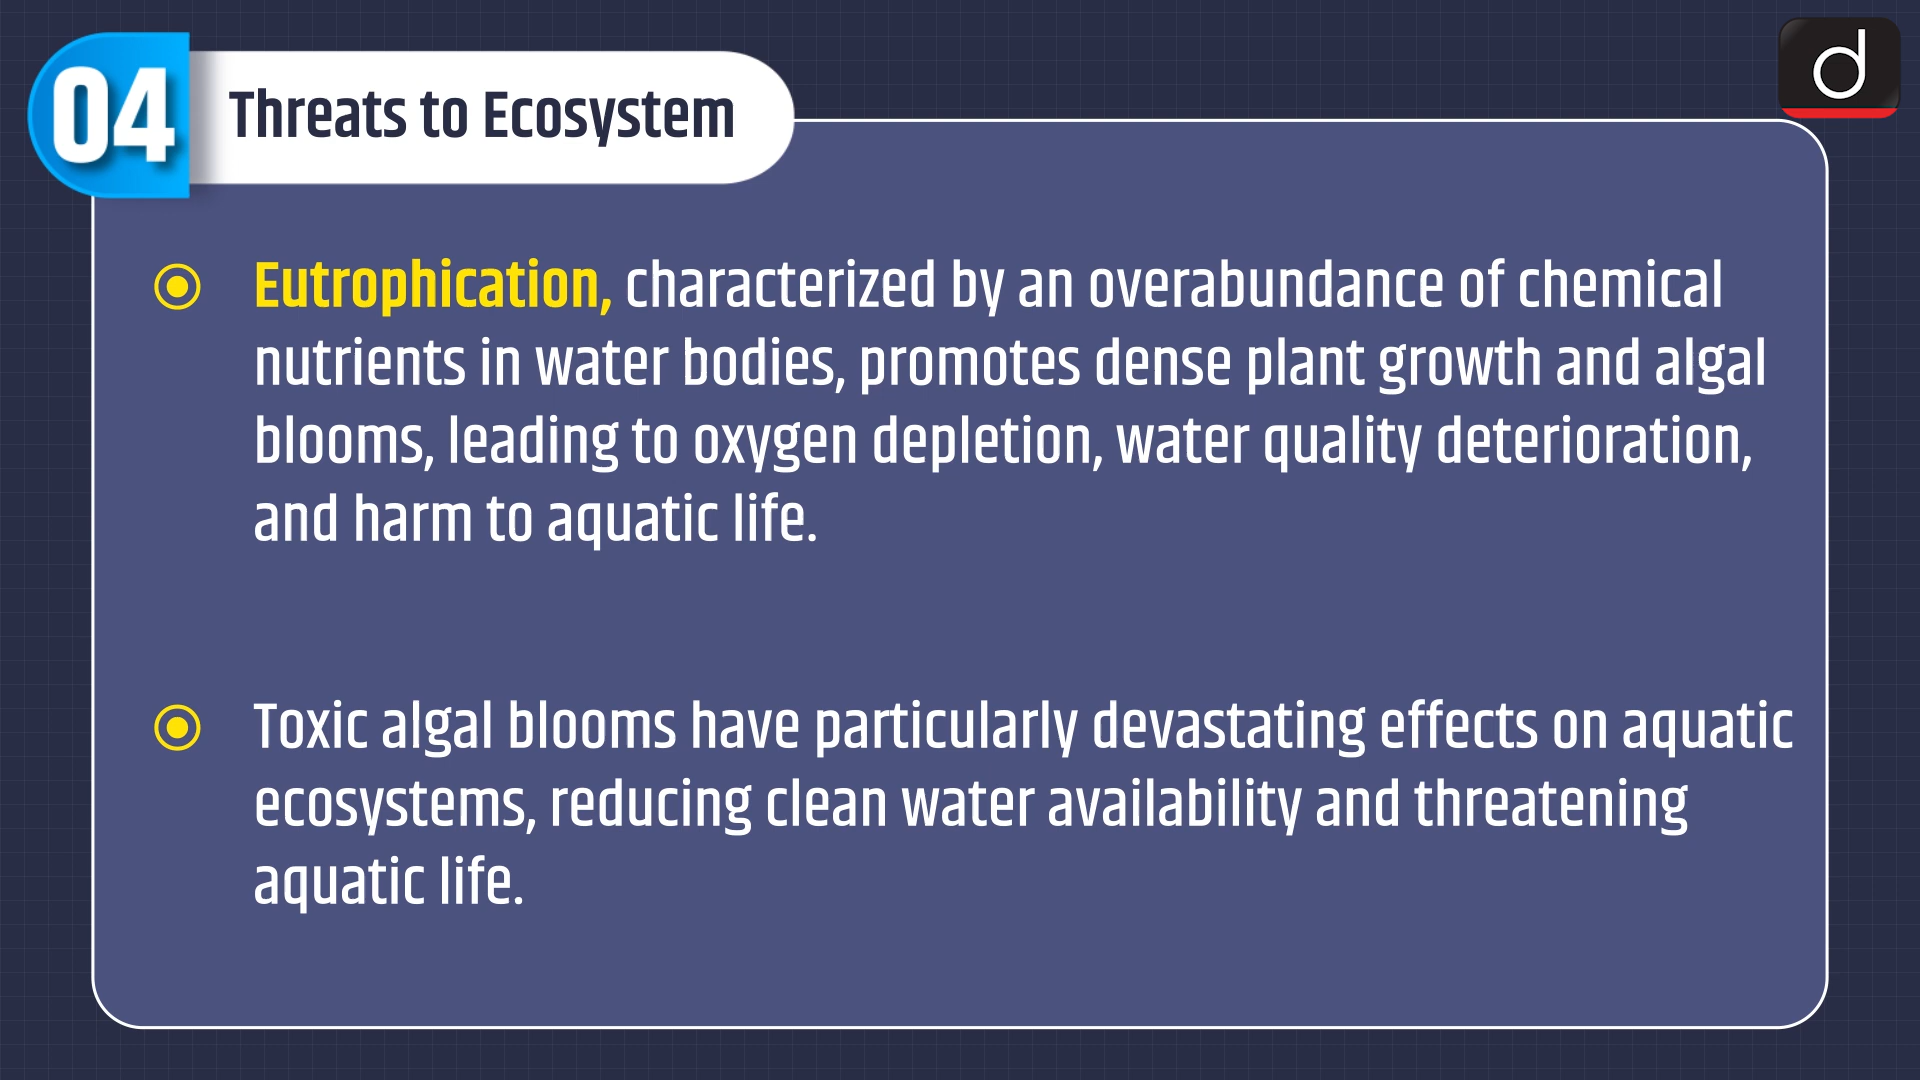 04
Threats to Ecosystem
d
Eutrophication, characterized by an overabundance of chemical
nutrients in water bodies, promotes dense plant growth and algal
blooms, leading to oxygen depletion, water quality deterioration,
and harm to aquatic life.
Toxic algal blooms have particularly devastating effects on aquatic
ecosystems, reducing clean water availability and threatening
aquatic life.